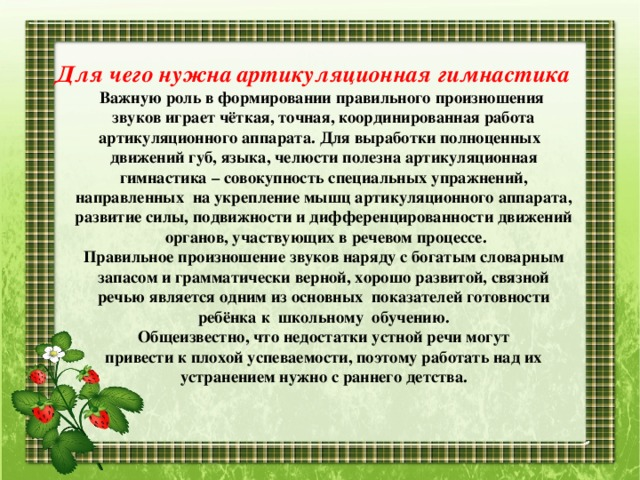 Для чего нужна артикуляционная гимнастика
Важную роль в формировании правильного произношения
звуков играет чёткая, точная, координированная работа
артикуляционного аппарата. Для выработки полноценных
движений губ, языка, челюсти полезна артикуляционная
гимнастика – совокупность специальных упражнений,
направленных на укрепление мышц артикуляционного аппарата,
развитие силы, подвижности и дифференцированности движений
органов, участвующих в речевом процессе.
Правильное произношение звуков наряду с богатым словарным
запасом и грамматически верной, хорошо развитой, связной
речью является одним из основных показателей готовности
ребёнка к школьному обучению.
Общеизвестно, что недостатки устной речи могут
привести к плохой успеваемости, поэтому работать над их
устранением нужно с раннего детства.